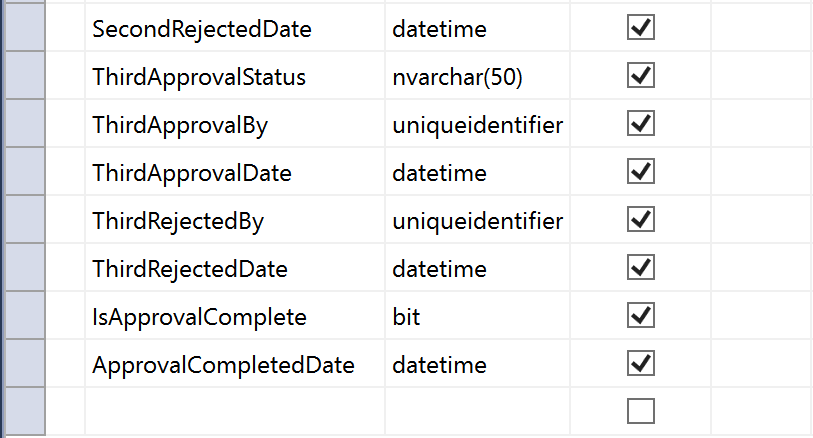 SecondRejectedDate datetime
ThirdApprovalStatus nvarchar(50)
ThirdApprovalBy uniqueidentifier
ThirdApprovalDate datetime
ThirdRejectedBy uniqueidentifier
ThirdRejectedDate datetime
IsApprovalComplete bit
ApprovalCompletedDate datetime